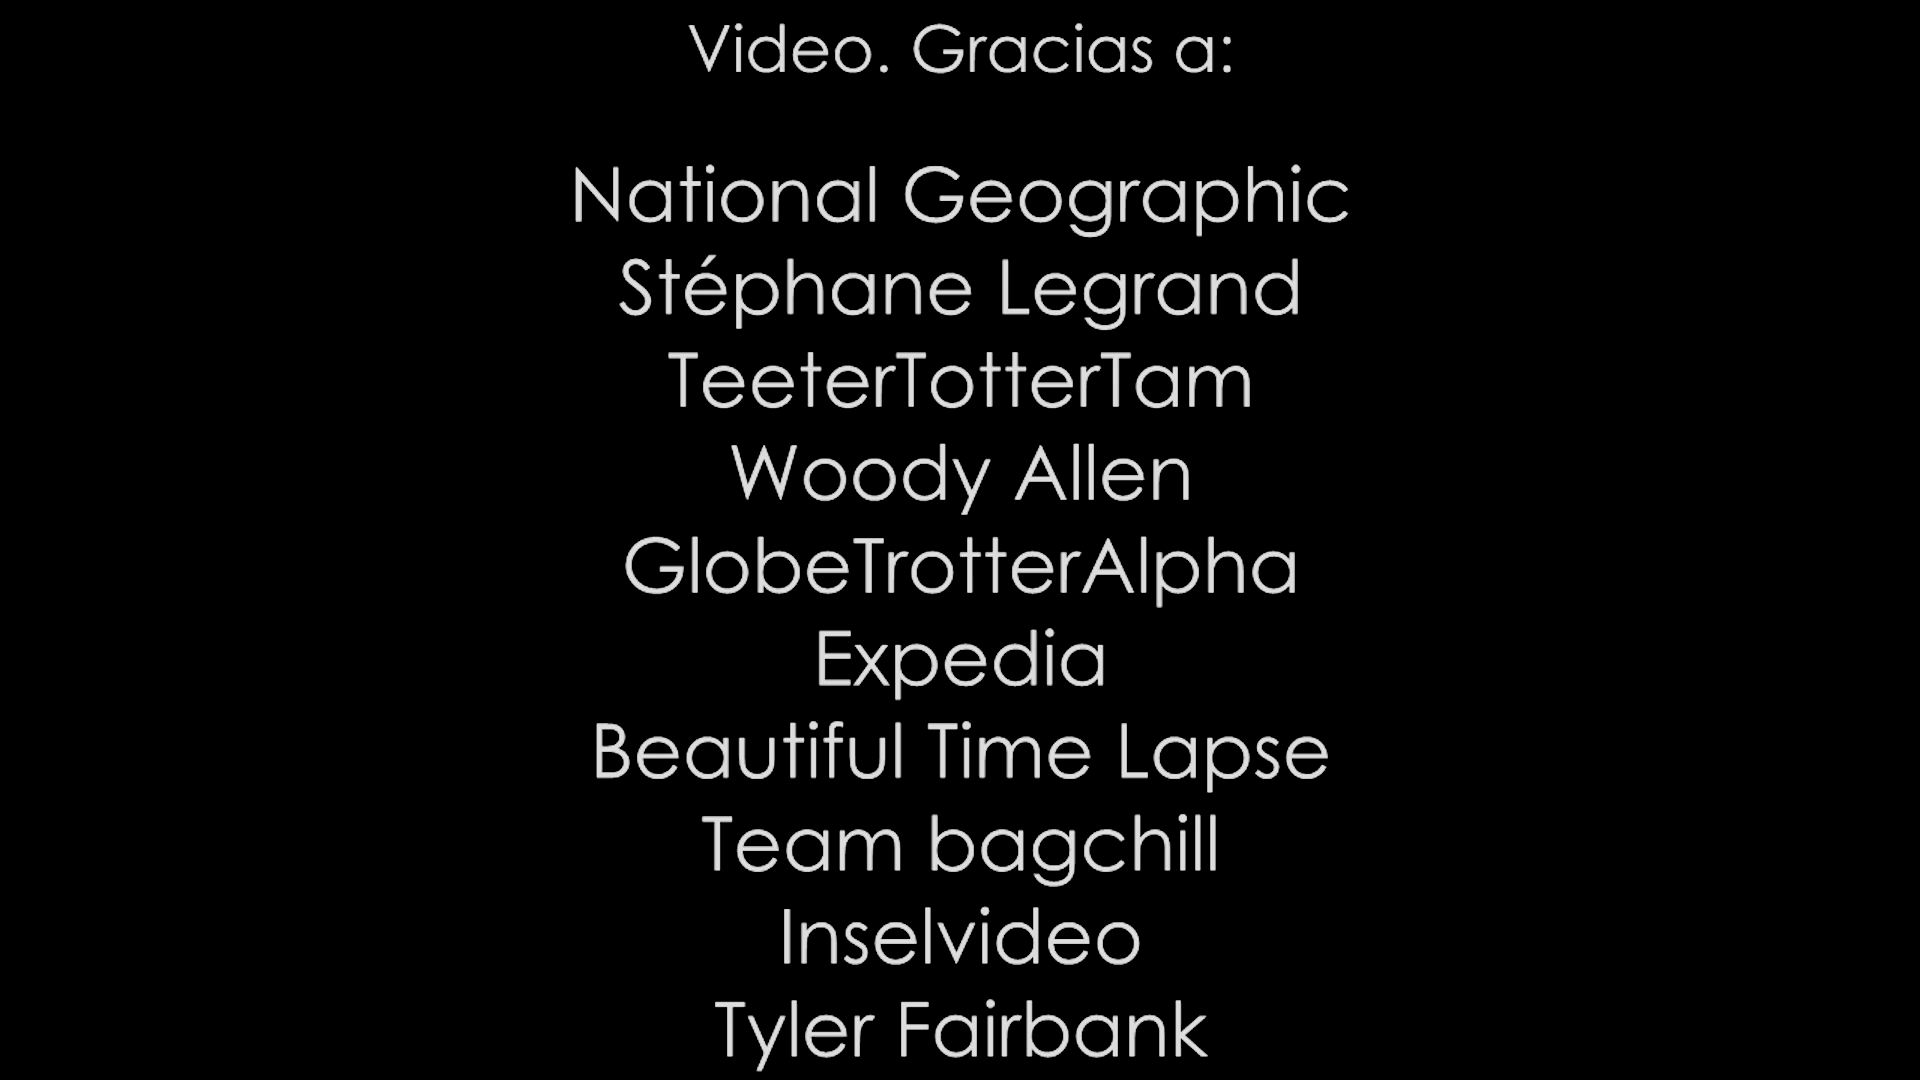 Video. Gracias a:
National Geographic
Stéphane Legrand
TeeterTotterTam
Woody Allen
GlobeTrotterAlpha
Expedia
Beautiful Time Lapse
Team bagchill
Inselvideo
Tyler Fairbank